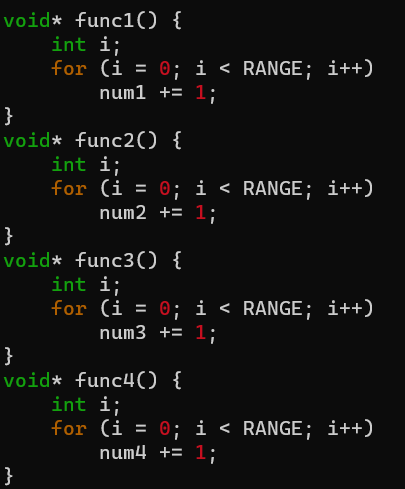 void* func1() {
    int i;
    for (i = 0; i < RANGE; i++)
        num1 += 1;
}
void* func2() {
    int i;
    for (i = 0; i < RANGE; i++)
        num2 += 1;
}
void* func3() {
    int i;
    for (i = 0; i < RANGE; i++)
        num3 += 1;
}
void* func4() {
    int i;
    for (i = 0; i < RANGE; i++)
        num4 += 1;
}